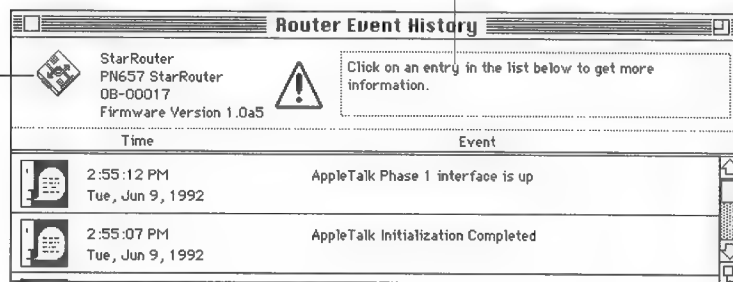 Router Event History
StarRouter
PN657 StarRouter
0B-00017
Firmware Version 1.0a5
Click on an entry in the list below to get more
information.
Time Event
2:55:12 PM AppleTalk Phase 1 interface is up
Tue, Jun 9, 1992
2:55:07 PM AppleTalk Initialization Completed
Tue, Jun 9, 1992